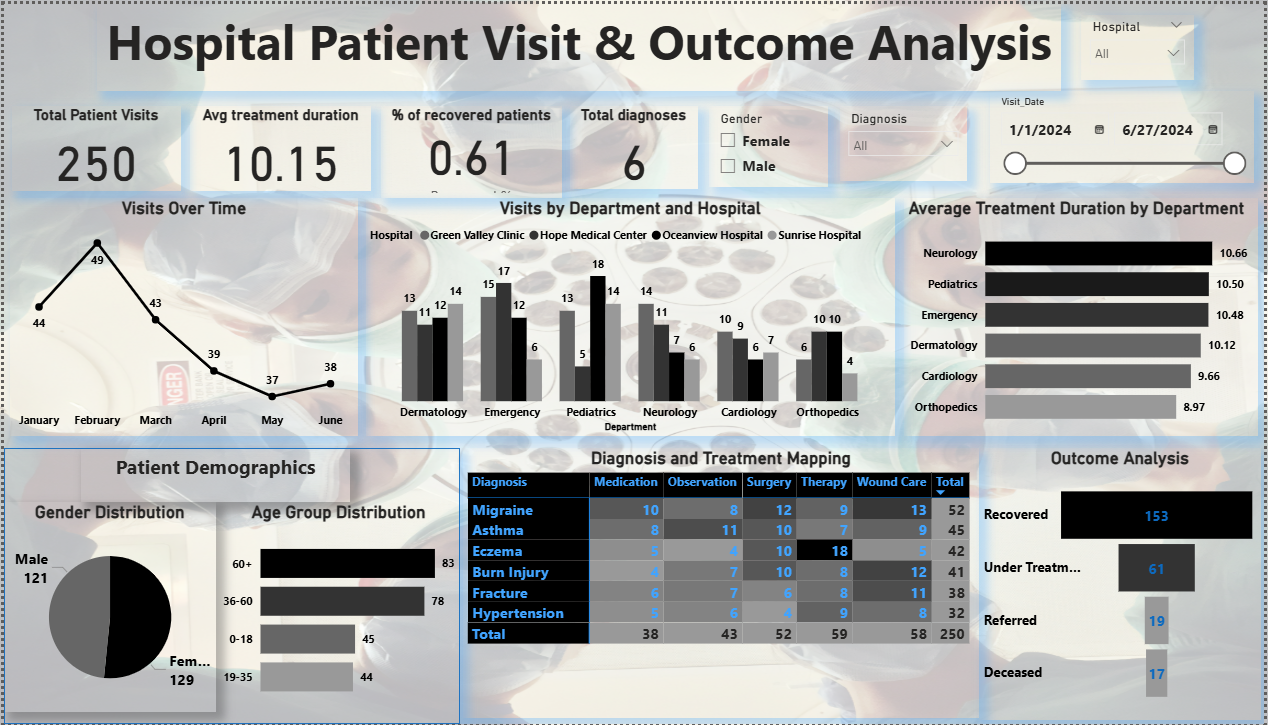 Hospital Patient Visit & Outcome Analysis
Hospital
All
Total Patient Visits
250
Avg treatment duration
10.15
% of recovered patients
0.61
Total diagnoses
6
Gender
Female
Male
Diagnosis
All
Visit_Date
1/1/2024 6/27/2024
Visits Over Time
44 49 43 39 37 38
January February March April May June
Visits by Department and Hospital
Hospital Green Valley Clinic Hope Medical Center Oceanview Hospital Sunrise Hospital
13 11 12 14 15 17 12 6 13 5 18 14 14 11 7 6 10 9 6 7 6 10 10 4
Dermatology Emergency Pediatrics Neurology Cardiology Orthopedics
Department
Average Treatment Duration by Department
Neurology 10.66
Pediatrics 10.50
Emergency 10.48
Dermatology 10.12
Cardiology 9.66
Orthopedics 8.97
DANGER
Patient Demographics
Gender Distribution
Male
121
Fem...
129
Age Group Distribution
60+ 83
36-60 78
0-18 45
19-35 44
Diagnosis and Treatment Mapping
Diagnosis Medication Observation Surgery Therapy Wound Care Total
Migraine 10 8 12 9 13 52
Asthma 8 11 10 7 9 45
Eczema 5 4 10 18 5 42
Burn Injury 4 7 10 8 12 41
Fracture 6 7 6 8 11 38
Hypertension 5 6 4 9 8 32
Total 38 43 52 59 58 250
Outcome Analysis
Recovered 153
Under Treatm... 61
Referred 19
Deceased 17